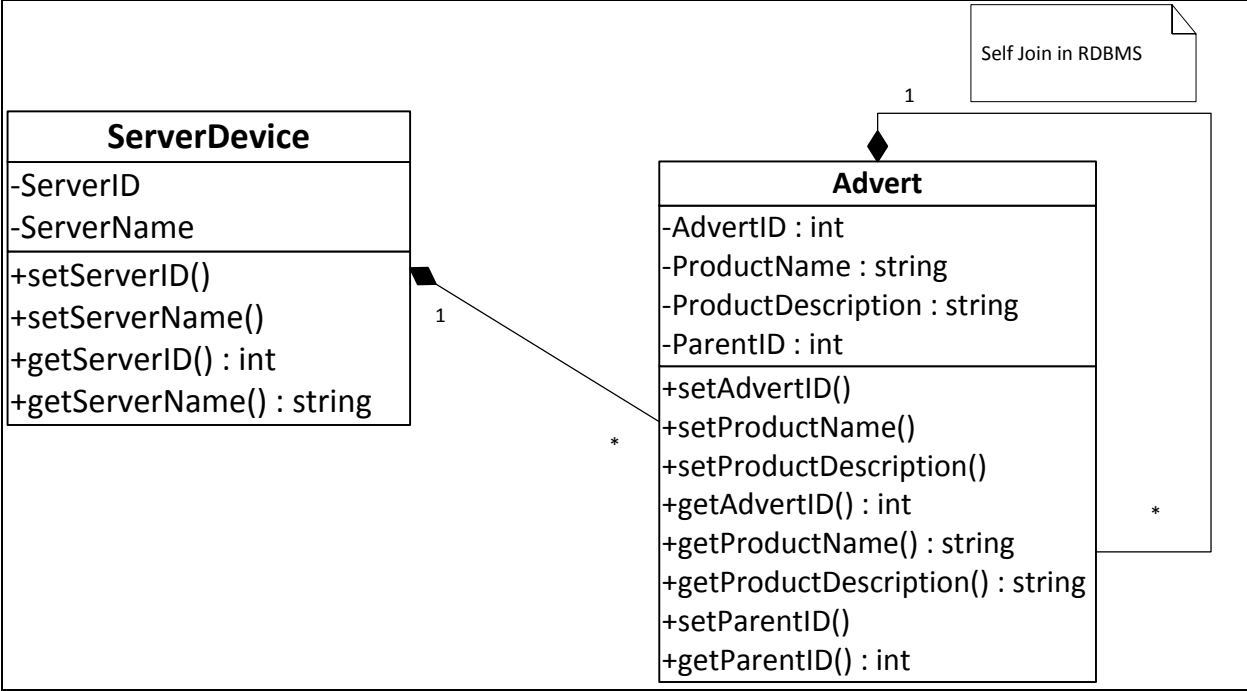 Self Join in RDBMS
ServerDevice
-ServerID
-ServerName
+setServerID()
+setServerName()
+getServerID() : int
+getServerName() : string
1
*
1
Advert
-AdvertID : int
-ProductName : string
-ProductDescription : string
-ParentID : int
+setAdvertID()
+setProductName()
+setProductDescription()
+getAdvertID() : int
+getProductName() : string
+getProductDescription() : string
+setParentID()
+getParentID() : int
*